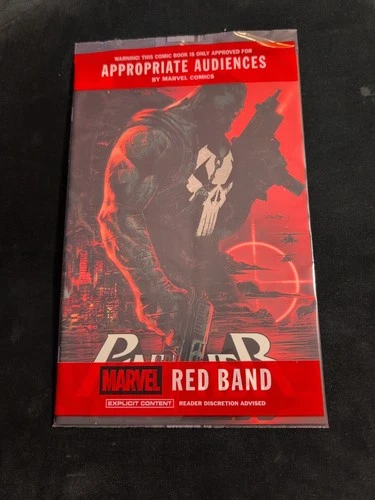 WARNING: THIS COMIC BOOK IS ONLY APPROVED FOR
APPROPRIATE AUDIENCES
BY MARVEL COMICS
PUNISHER
MARVEL RED BAND
EXPLICIT CONTENT READER DISCRETION ADVISED